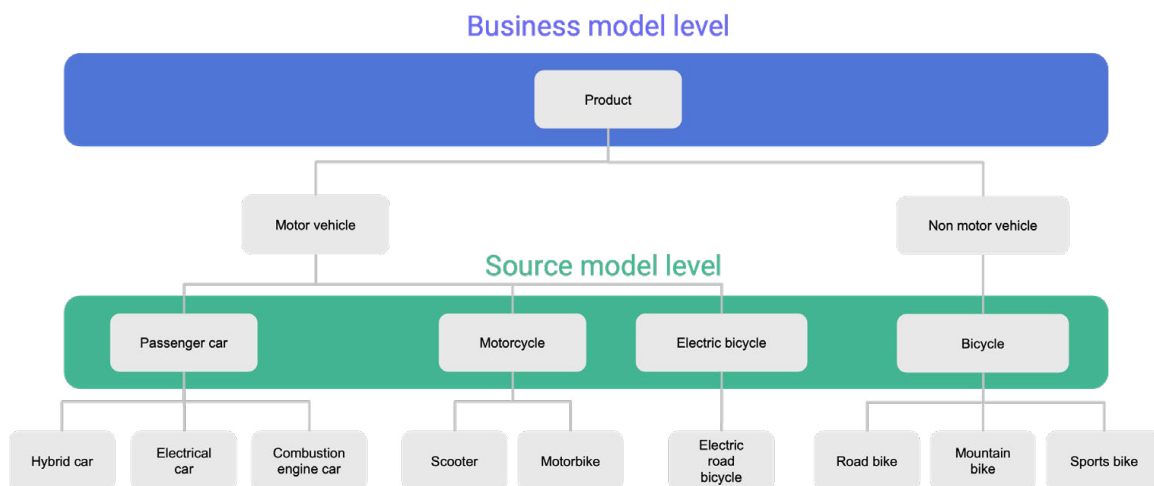 Business model level
Product
Motor vehicle
Non motor vehicle
Source model level
Passenger car
Motorcycle
Electric bicycle
Bicycle
Hybrid car
Electrical
car
Combustion
engine car
Scooter
Motorbike
Electric
road
bicycle
Road bike
Mountain
bike
Sports bike